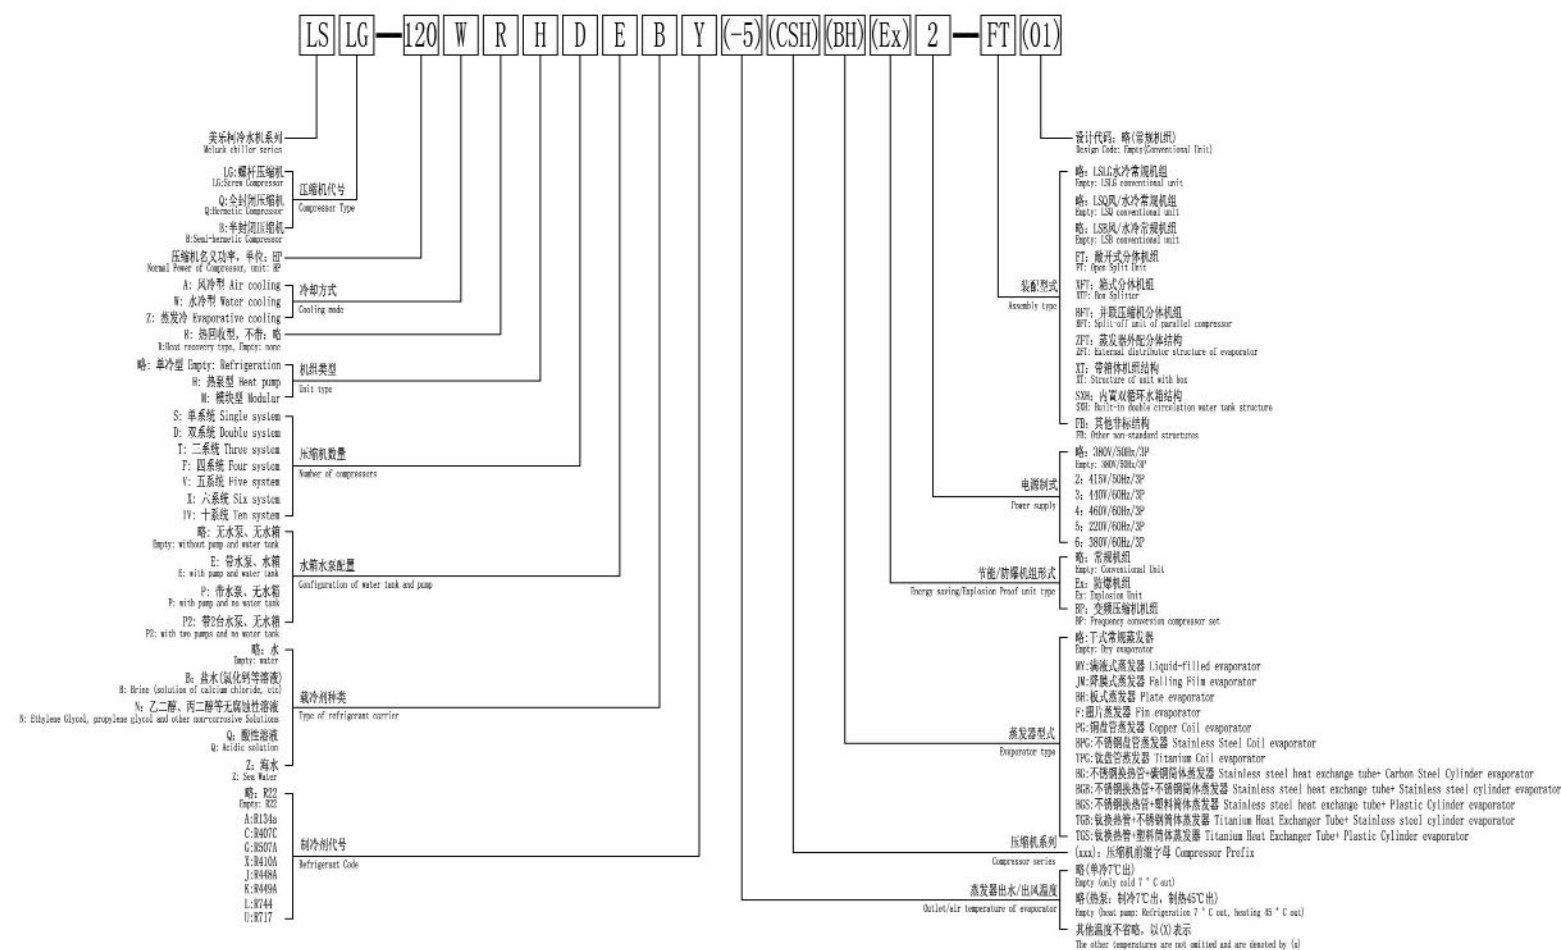 LS LG-120 W R H D E B Y (-5) (CSH) (BH) (Ex) 2-FT (01)
美乐柯冷水机系列
Meluck chiller series
LG:螺杆压缩机
LG:Screw Compressor
Q:全封闭压缩机
Q:Hermetic Compressor
B:半封闭压缩机
B:Semi-hermetic Compressor
压缩机代号
Compressor Type
压缩机名义功率，单位：HP
Normal Power of Compressor, unit: HP
A: 风冷型 Air cooling
W: 水冷型 Water cooling
Z: 蒸发冷 Evaporative cooling
冷却方式
Cooling mode
R: 热回收型，不带：略
R:Heat recovery type, Empty: none
略: 单冷型 Empty: Refrigeration
H: 热泵型 Heat pump
M: 模块型 Modular
机组类型
Unit type
S: 单系统 Single system
D: 双系统 Double system
T: 三系统 Three system
F: 四系统 Four system
V: 五系统 Five system
X: 六系统 Six system
IV: 十系统 Ten system
压缩机数量
Number of compressors
略: 无水泵、无水箱
Empty: without pump and water tank
E: 带水泵、水箱
E: with pump and water tank
P: 带水泵、无水箱
P: with pump and no water tank
P2: 带2台水泵、无水箱
P2: with two pumps and no water tank
水箱水泵配置
Configuration of water tank and pump
略: 水
Empty: water
B: 盐水(氯化钙等溶液)
B: Brine (solution of calcium chloride, etc)
N: 乙二醇、丙二醇等无腐蚀性溶液
N: Ethylene Glycol, propylene glycol and other non-corrosive Solutions
Q: 酸性溶液
Q: Acidic solution
Z: 海水
Z: Sea Water
载冷剂种类
Type of refrigerant carrier
略: R22
Empty: R22
A:R134a
C:R407C
G:R507A
X:R410A
J:R448A
K:R449A
L:R744
U:R717
制冷剂代号
Refrigerant Code
设计代码: 略(常规机组)
Design Code: Empty(Conventional Unit)
略: LSLG水冷常规机组
Empty: LSLG conventional unit
略: LSQ风/水冷常规机组
Empty: LSQ conventional unit
略: LSB风/水冷常规机组
Empty: LSB conventional unit
FT: 敞开式分体机组
FT: Open Split Unit
XFT: 箱式分体机组
XTF: Box Splitter
BFT: 并联压缩机分体机组
BFT: Split-off unit of parallel compressor
ZFT: 蒸发器外配分体结构
ZFT: External distributor structure of evaporator
XT: 带箱体机组结构
XT: Structure of unit with box
SXH: 内置双循环水箱结构
SXH: Built-in double circulation water tank structure
FB: 其他非标结构
FB: Other non-standard structures
装配型式
Assembly type
略: 380V/50Hz/3P
Empty: 380V/50Hz/3P
2: 415V/50Hz/3P
3: 440V/60Hz/3P
4: 460V/60Hz/3P
5: 220V/60Hz/3P
6: 380V/60Hz/3P
电源制式
Power supply
略: 常规机组
Empty: Conventional Unit
Ex: 防爆机组
Ex: Explosion Unit
BP: 变频压缩机机组
BP: Frequency conversion compressor set
节能/防爆机组形式
Energy saving/Explosion Proof unit type
略:干式常规蒸发器
Empty: Dry evaporator
MY:满液式蒸发器 Liquid-filled evaporator
JM:降膜式蒸发器 Falling Film evaporator
BH:板式蒸发器 Plate evaporator
F:翅片蒸发器 Fin evaporator
PG:铜盘管蒸发器 Copper Coil evaporator
BPG:不锈钢盘管蒸发器 Stainless Steel Coil evaporator
TPG:钛盘管蒸发器 Titanium Coil evaporator
BG:不锈钢换热管+碳钢筒体蒸发器 Stainless steel heat exchange tube+ Carbon Steel Cylinder evaporator
BGB:不锈钢换热管+不锈钢筒体蒸发器 Stainless steel heat exchange tube+ Stainless steel cylinder evaporator
BGS:不锈钢换热管+塑料筒体蒸发器 Stainless steel heat exchange tube+ Plastic Cylinder evaporator
TGB:钛换热管+不锈钢筒体蒸发器 Titanium Heat Exchanger Tube+ Stainless steel cylinder evaporator
TGS:钛换热管+塑料筒体蒸发器 Titanium Heat Exchanger Tube+ Plastic Cylinder evaporator
蒸发器型式
Evaporator type
压缩机系列
Compressor series
(xxx): 压缩机前缀字母 Compressor Prefix
略(单冷7℃出)
Empty (only cold 7 ° C out)
略(热泵: 制冷7℃出，制热45℃出)
Empty (heat pump: Refrigeration 7 ° C out, heating 45 ° C out)
其他温度不省略，以(X)表示
The other temperatures are not omitted and are denoted by (x)
蒸发器出水/出风温度
Outlet/air temperature of evaporator